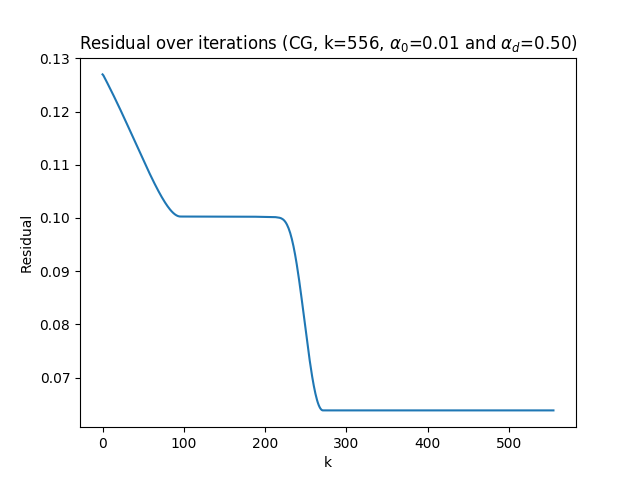 Residual over iterations (CG, k=556, α₀=0.01 and α_d=0.50)
0.13
0.12
0.11
0.10
0.09
0.08
0.07
Residual
0 100 200 300 400 500
k